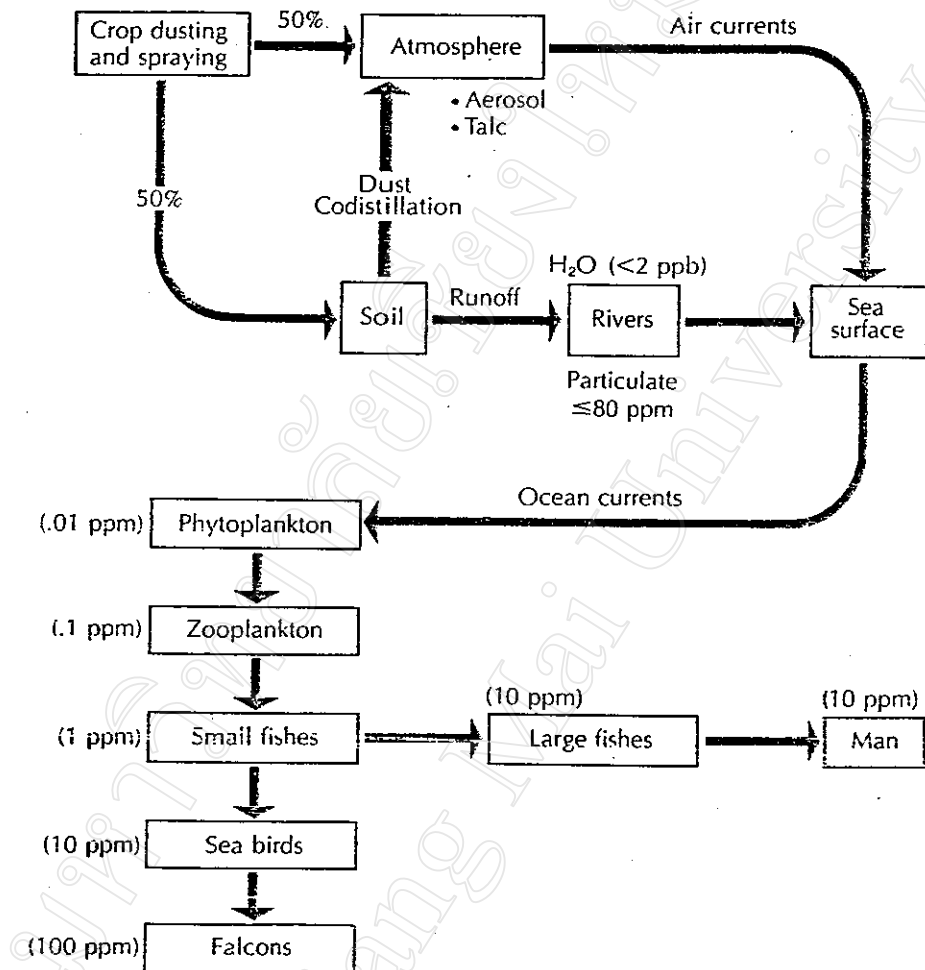 50%
Crop dusting
and spraying
Atmosphere
Air currents
• Aerosol
• Talc
50%
Dust
Codistillation
H₂O (<2 ppb)
Soil
Runoff
Rivers
Sea
surface
Particulate
≦80 ppm
Ocean currents
(.01 ppm)
Phytoplankton
(.1 ppm)
Zooplankton
(10 ppm)
(10 ppm)
(1 ppm)
Small fishes
Large fishes
Man
(10 ppm)
Sea birds
(100 ppm)
Falcons
Mai University